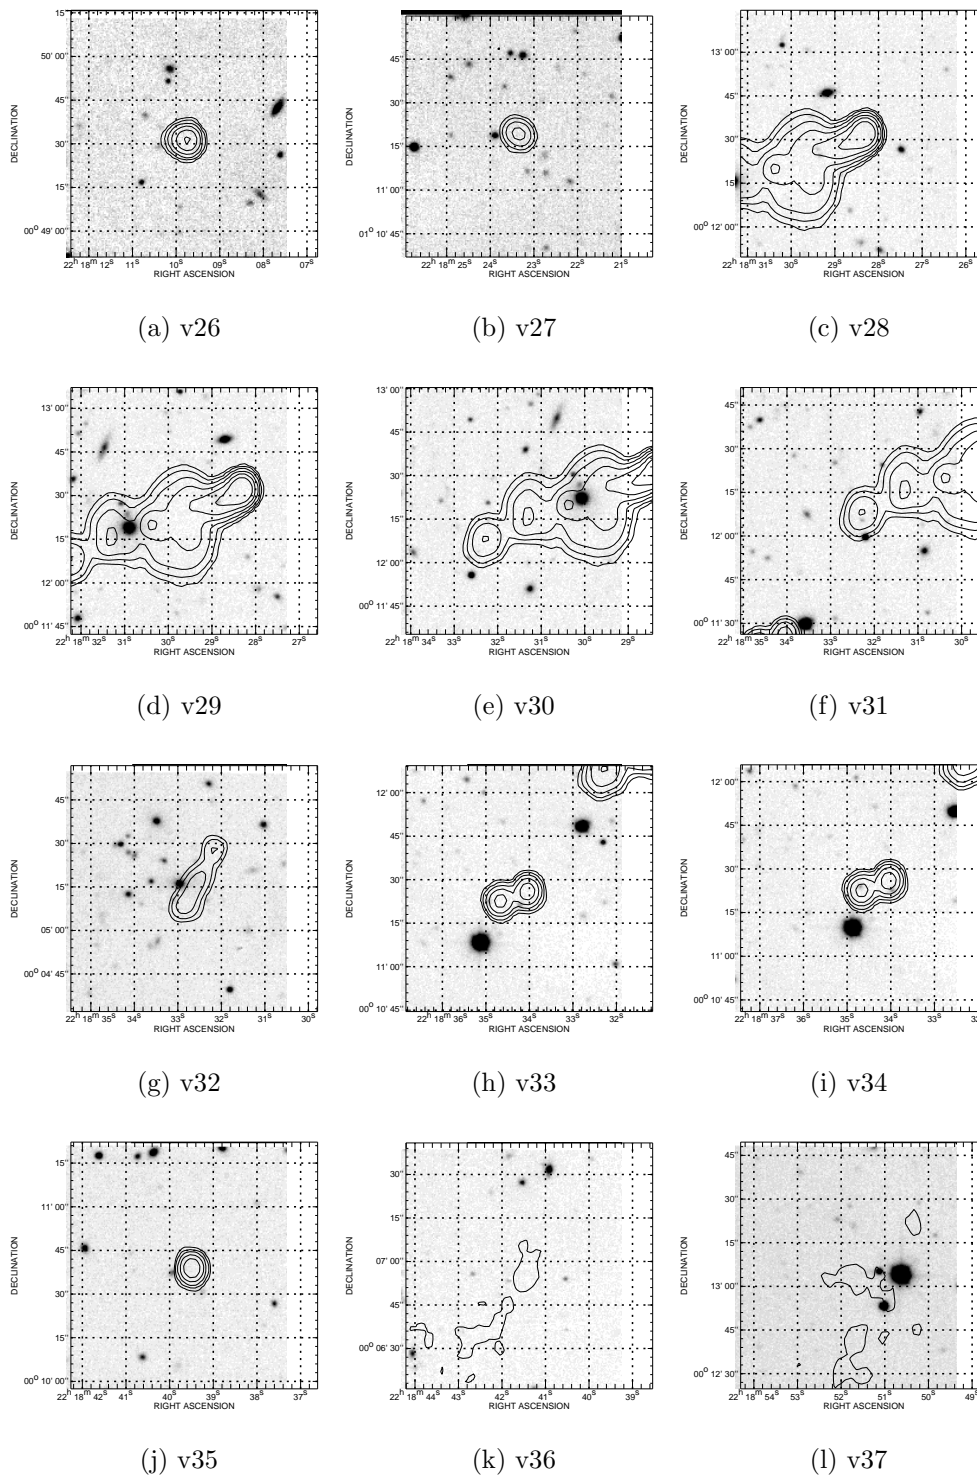 15"
50' 00"
45"
30"
15"
00° 49' 00"
DECLINATION
22h 18m 12s 11s 10s 09s 08s 07s
RIGHT ASCENSION
(a) v26
45"
30"
15"
11' 00"
01° 10' 45"
DECLINATION
22h 18m 25s 24s 23s 22s 21s
RIGHT ASCENSION
(b) v27
13' 00"
45"
30"
15"
00° 12' 00"
DECLINATION
22h 18m 31s 30s 29s 28s 27s 26s
RIGHT ASCENSION
(c) v28
13' 00"
45"
30"
15"
12' 00"
00° 11' 45"
DECLINATION
22h 18m 32s 31s 30s 29s 28s 27s
RIGHT ASCENSION
(d) v29
13' 00"
45"
30"
15"
12' 00"
00° 11' 45"
DECLINATION
22h 18m 34s 33s 32s 31s 30s 29s
RIGHT ASCENSION
(e) v30
45"
30"
15"
12' 00"
45"
00° 11' 30"
DECLINATION
22h 18m 35s 34s 33s 32s 31s 30s
RIGHT ASCENSION
(f) v31
45"
30"
15"
05' 00"
00° 04' 45"
DECLINATION
22h 18m 35s 34s 33s 32s 31s 30s
RIGHT ASCENSION
(g) v32
12' 00"
45"
30"
15"
11' 00"
00° 10' 45"
DECLINATION
22h 18m 36s 35s 34s 33s 32s
RIGHT ASCENSION
(h) v33
12' 00"
45"
30"
15"
11' 00"
00° 10' 45"
DECLINATION
22h 18m 37s 36s 35s 34s 33s 32
RIGHT ASCENSION
(i) v34
15"
11' 00"
45"
30"
15"
00° 10' 00"
DECLINATION
22h 18m 42s 41s 40s 39s 38s 37s
RIGHT ASCENSION
(j) v35
30"
15"
07' 00"
45"
00° 06' 30"
DECLINATION
22h 18m 44s 43s 42s 41s 40s 39s
RIGHT ASCENSION
(k) v36
45"
30"
15"
13' 00"
45"
00° 12' 30"
DECLINATION
22h 18m 54s 53s 52s 51s 50s 49s
RIGHT ASCENSION
(l) v37